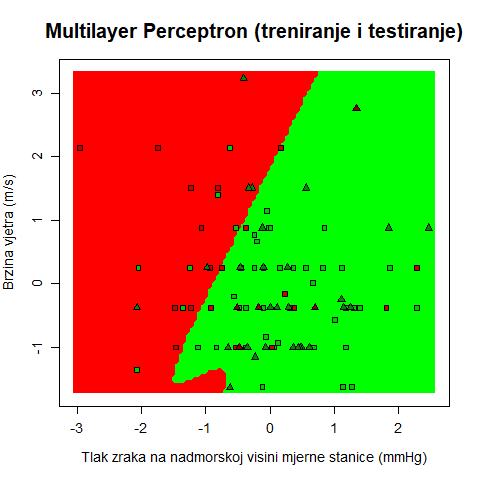 Multilayer Perceptron (treniranje i testiranje)
Brzina vjetra (m/s)
3
2
1
0
-1
-3 -2 -1 0 1 2
Tlak zraka na nadmorskoj visini mjerne stanice (mmHg)